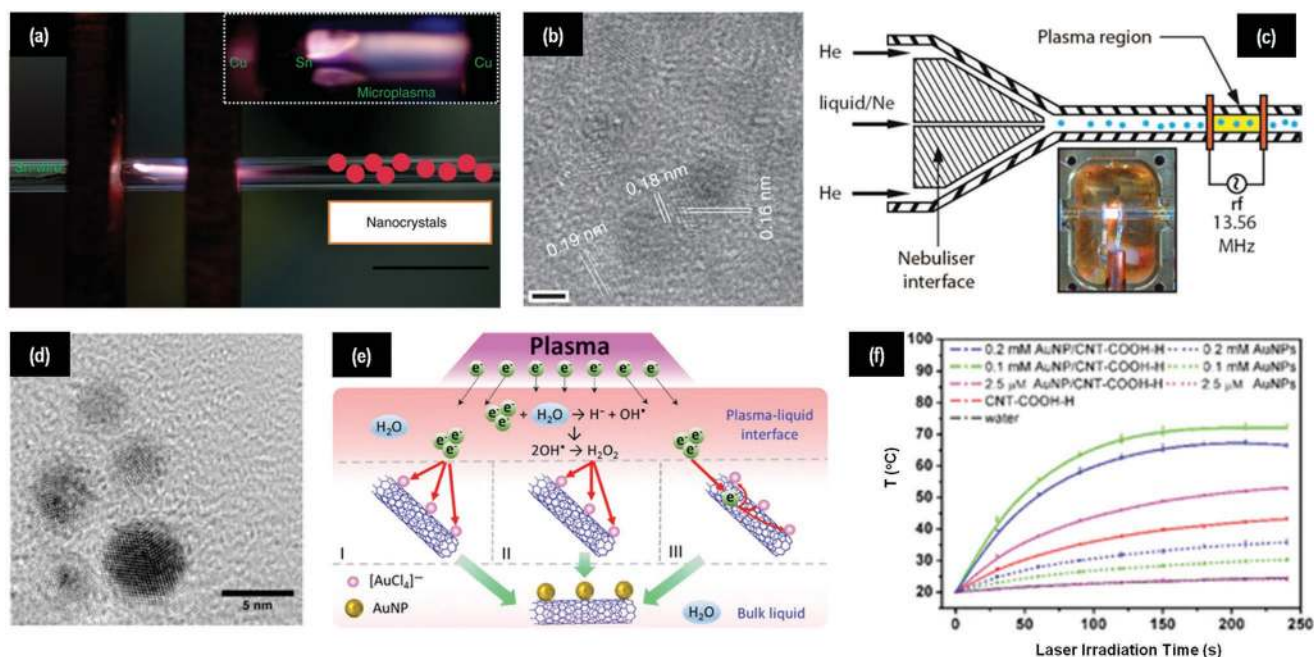 (a)
Cu
Sn
Cu
Microplasma
Sn wire
Nanocrystals
(b)
0.18 nm
0.16 nm
0.19 nm
(c)
He
liquid/Ne
He
Plasma region
Nebuliser
interface
rf
13.56
MHz
(d)
5 nm
(e)
Plasma
e⁻ e⁻ e⁻ e⁻ e⁻ e⁻ e⁻
e⁻ e⁻ e⁻ + H₂O → H⁻ + OH•
H₂O
Plasma-liquid
interface
e⁻ e⁻ e⁻
2OH• → H₂O₂
e⁻ e⁻ e⁻
e⁻
I
II
III
[AuCl₄]⁻
AuNP
H₂O
Bulk liquid
(f)
0.2 mM AuNP/CNT-COOH-H
0.2 mM AuNPs
0.1 mM AuNP/CNT-COOH-H
0.1 mM AuNPs
2.5 μM AuNP/CNT-COOH-H
2.5 μM AuNPs
CNT-COOH-H
water
T (°C)
100
90
80
70
60
50
40
30
20
0 50 100 150 200 250
Laser Irradiation Time (s)